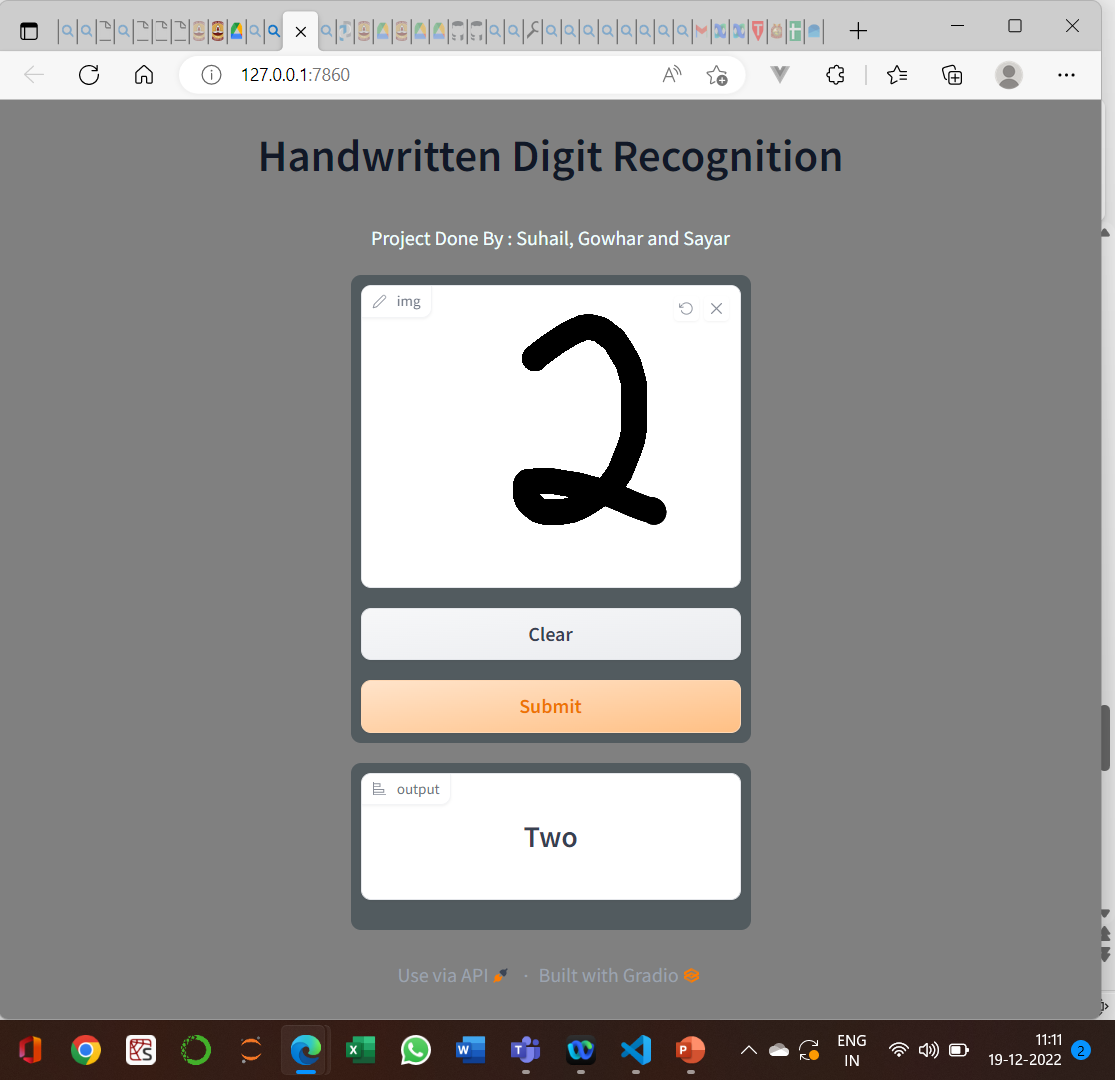 127.0.0.1:7860
Handwritten Digit Recognition
Project Done By : Suhail, Gowhar and Sayar
img
2
Clear
Submit
output
Two
Use via API · Built with Gradio
ENG
IN
11:11
19-12-2022
2